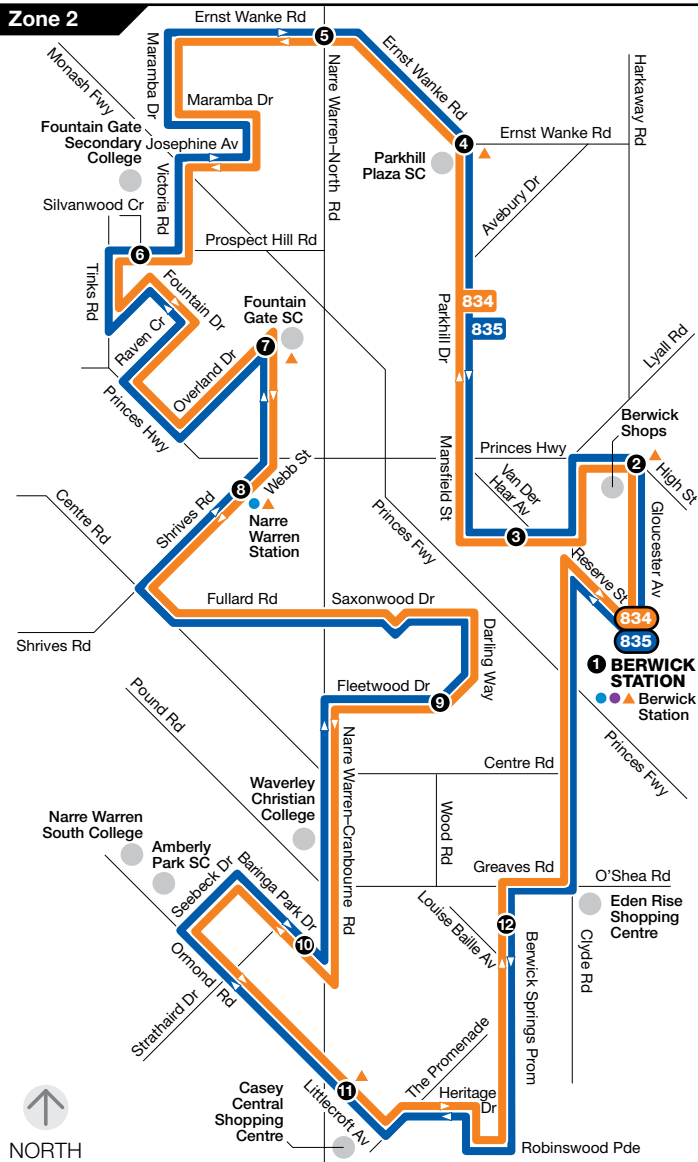 Zone 2
Ernst Wanke Rd
5
Maramba Dr
Monash Fwy
Narre Warren–North Rd
Ernst Wanke Rd
Harkaway Rd
Maramba Dr
Fountain Gate
Secondary
College
Josephine Av
4
Ernst Wanke Rd
Parkhill
Plaza SC
Avebury Dr
Victoria Rd
Silvanwood Cr
6
Prospect Hill Rd
Tinks Rd
Fountain Dr
Raven Cr
Fountain
Gate SC
7
Overland Dr
Princes Hwy
Parkhill Dr
834
835
Lyall Rd
Berwick
Shops
Princes Hwy
2
High St
Mansfield St
Van Der
Haar Av
Gloucester Av
Webb St
8
Shrives Rd
Narre
Warren
Station
Centre Rd
Princes Fwy
3
Reserve St
834
835
1 BERWICK
STATION
Berwick
Station
Fullard Rd
Saxonwood Dr
Darling Way
Shrives Rd
Fleetwood Dr
9
Pound Rd
Princes Fwy
Narre Warren–Cranbourne Rd
Centre Rd
Wood Rd
Waverley
Christian
College
Narre Warren
South College
Amberly
Park SC
Seebeck Dr
Baringa Park Dr
10
Greaves Rd
O'Shea Rd
Eden Rise
Shopping
Centre
Louise Baille Av
12
Berwick Springs Prom
Clyde Rd
Ormond Rd
Strathaird Dr
The Promenade
11
Littlecroft Av
Heritage
Dr
Casey
Central
Shopping
Centre
Robinswood Pde
NORTH